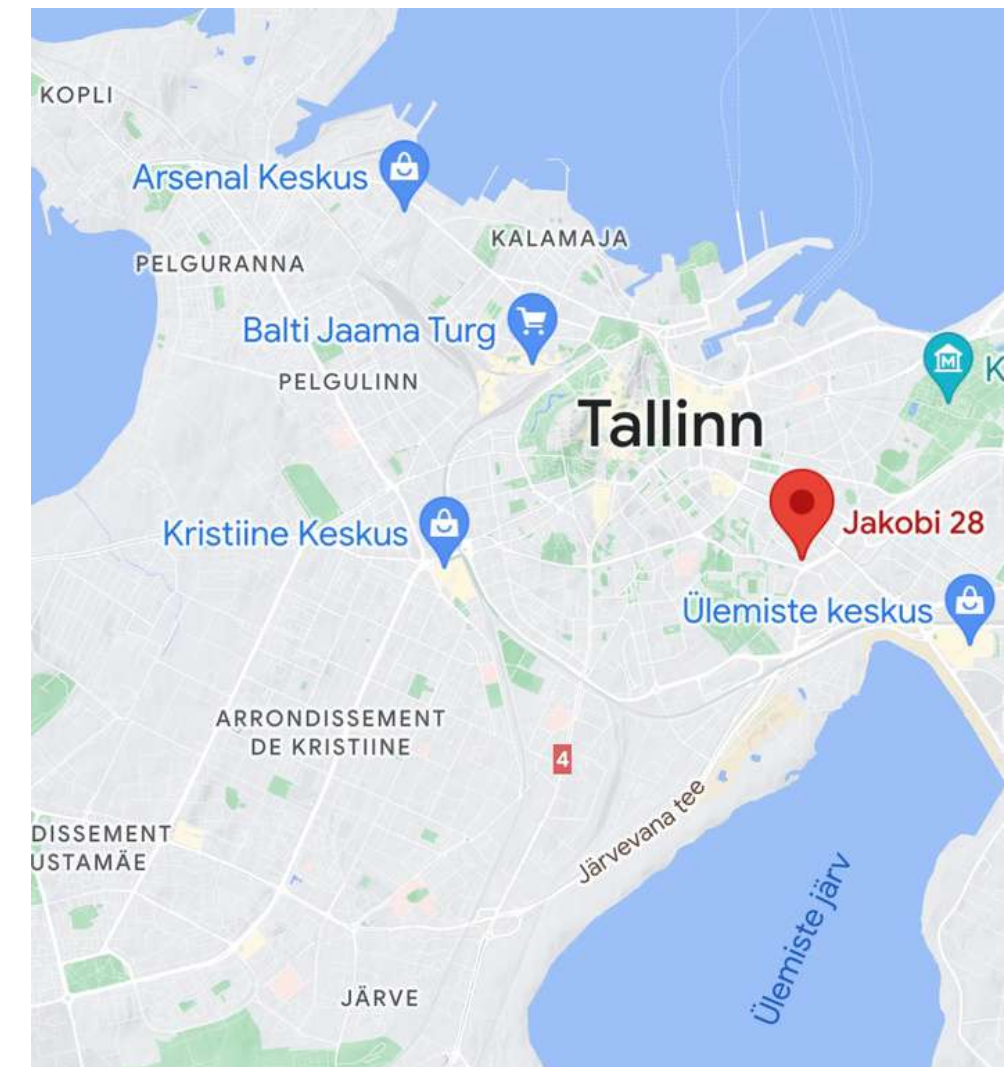 KOPLI
Arsenal Keskus
KALAMAJA
PELGURANNA
Balti Jaama Turg
M
K
PELGULINN
Tallinn
Jakobi 28
Kristiine Keskus
Ülemiste keskus
ARRONDISSEMENT
DE KRISTIINE
4
Järvevana tee
DISSEMENT
USTAMÄE
Ülemiste järv
JÄRVE